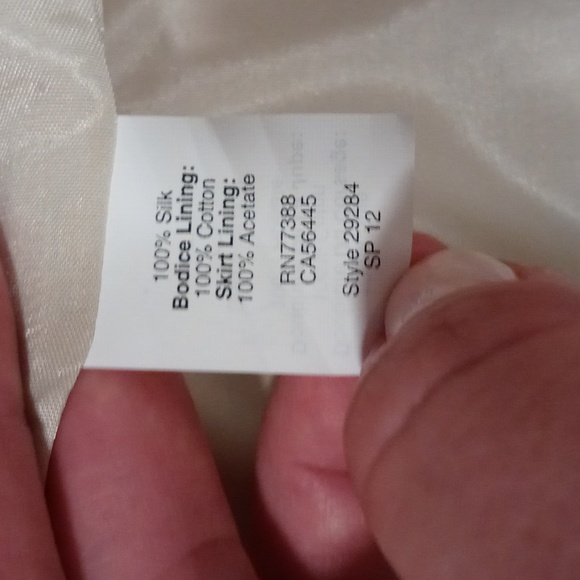 100% Silk
Bodice Lining:
100% Cotton
Skirt Lining:
100% Acetate
RN77388
CA56445
Style 29284
SP 12